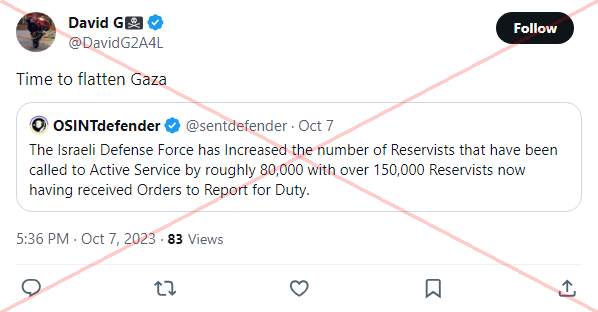 David G🏴‍☠️
Follow
@DavidG2A4L
Time to flatten Gaza
OSINTdefender @sentdefender · Oct 7
The Israeli Defense Force has Increased the number of Reservists that have been
called to Active Service by roughly 80,000 with over 150,000 Reservists now
having received Orders to Report for Duty.
5:36 PM · Oct 7, 2023 · 83 Views